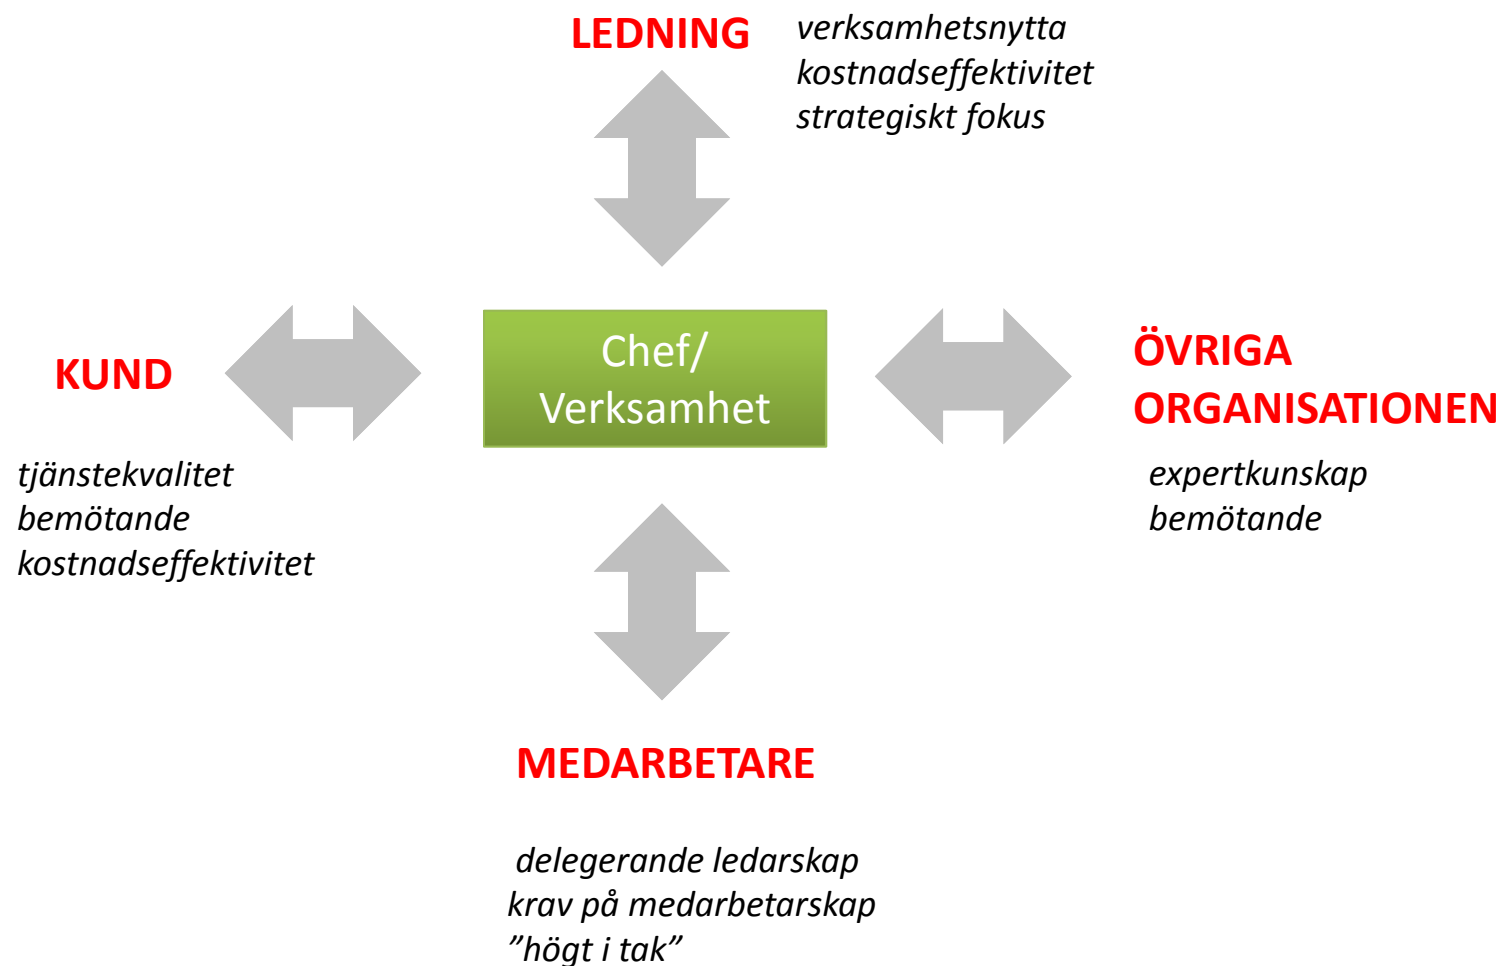 LEDNING
verksamhetsnytta
kostnadseffektivitet
strategiskt fokus
KUND
tjänstekvalitet
bemötande
kostnadseffektivitet
Chef/
Verksamhet
ÖVRIGA
ORGANISATIONEN
expertkunskap
bemötande
MEDARBETARE
delegerande ledarskap
krav på medarbetarskap
”högt i tak”